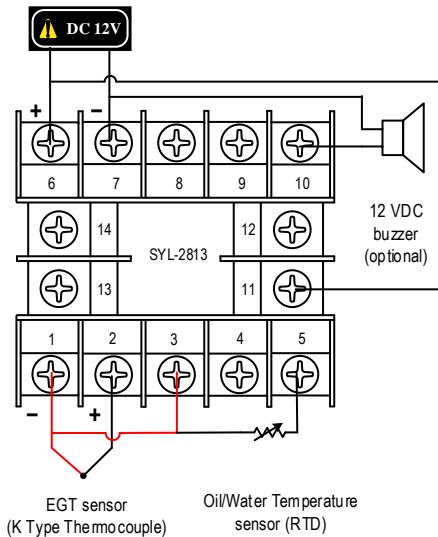 DC 12V
+ −
6 7 8 9 10
14 12
SYL-2813
13 11
12 VDC
buzzer
(optional)
1 2 3 4 5
− +
EGT sensor
(K Type Thermocouple)
Oil/Water Temperature
sensor (RTD)